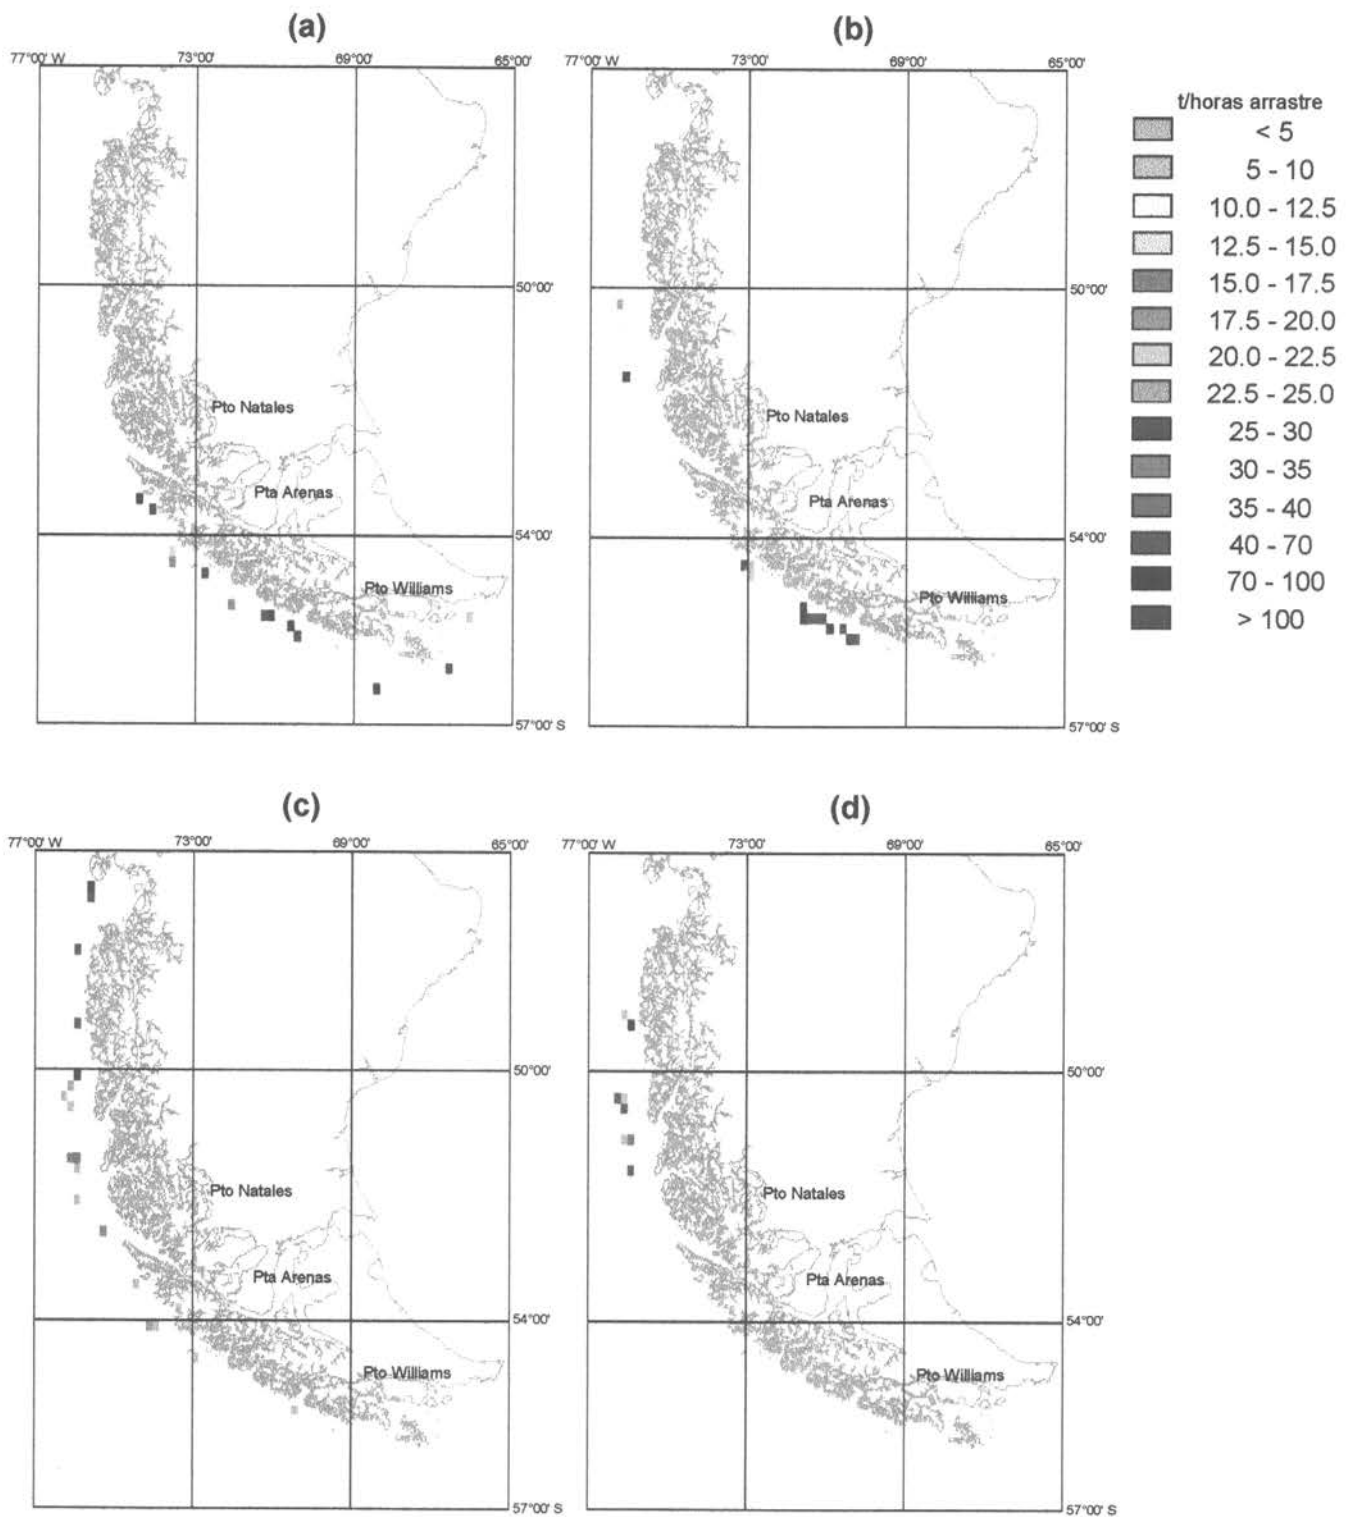 (a)
77°00' W 73°00' 69°00' 65°00'
50°00'
Pto Natales
Pta Arenas
54°00'
Pto Williams
57°00' S
(b)
77°00' W 73°00' 69°00' 65°00'
50°00'
Pto Natales
Pta Arenas
54°00'
Pto Williams
57°00' S
t/horas arrastre
< 5
5 - 10
10.0 - 12.5
12.5 - 15.0
15.0 - 17.5
17.5 - 20.0
20.0 - 22.5
22.5 - 25.0
25 - 30
30 - 35
35 - 40
40 - 70
70 - 100
> 100
(c)
77°00' W 73°00' 69°00' 65°00'
50°00'
Pto Natales
Pta Arenas
54°00'
Pto Williams
57°00' S
(d)
77°00' W 73°00' 69°00' 65°00'
50°00'
Pto Natales
Pta Arenas
54°00'
Pto Williams
57°00' S